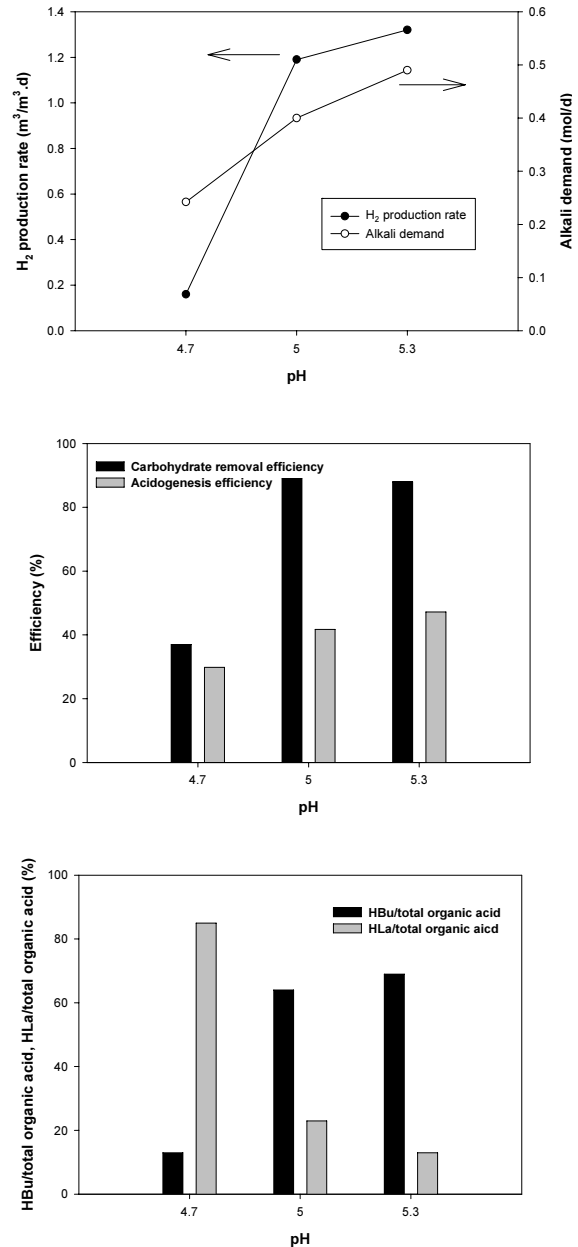 1.4
1.2
1.0
0.8
0.6
0.4
0.2
0.0
H₂ production rate (m³/m³.d)
0.6
0.5
0.4
0.3
0.2
0.1
0.0
Alkali demand (mol/d)
H₂ production rate
Alkali demand
4.7 5 5.3
pH
100
80
60
40
20
0
Efficiency (%)
Carbohydrate removal efficiency
Acidogenesis efficiency
4.7 5 5.3
pH
100
80
60
40
20
0
HBu/total organic acid, HLa/total organic acid (%)
HBu/total organic acid
HLa/total organic aicd
4.7 5 5.3
pH